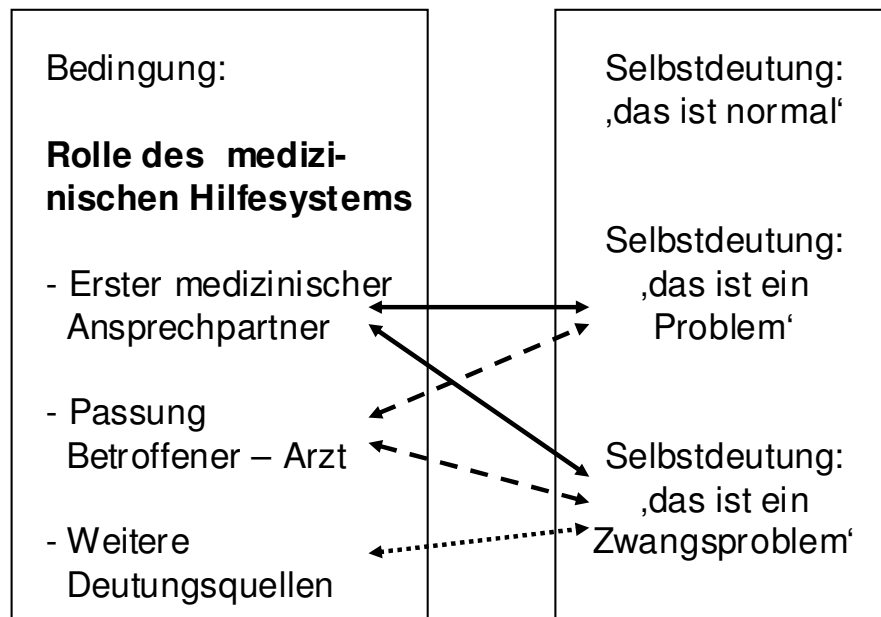 Bedingung:
Rolle des medizi-
nischen Hilfesystems
- Erster medizinischer
Ansprechpartner
- Passung
Betroffener – Arzt
- Weitere
Deutungsquellen
Selbstdeutung:
‚das ist normal‘
Selbstdeutung:
‚das ist ein
Problem‘
Selbstdeutung:
‚das ist ein
Zwangsproblem‘